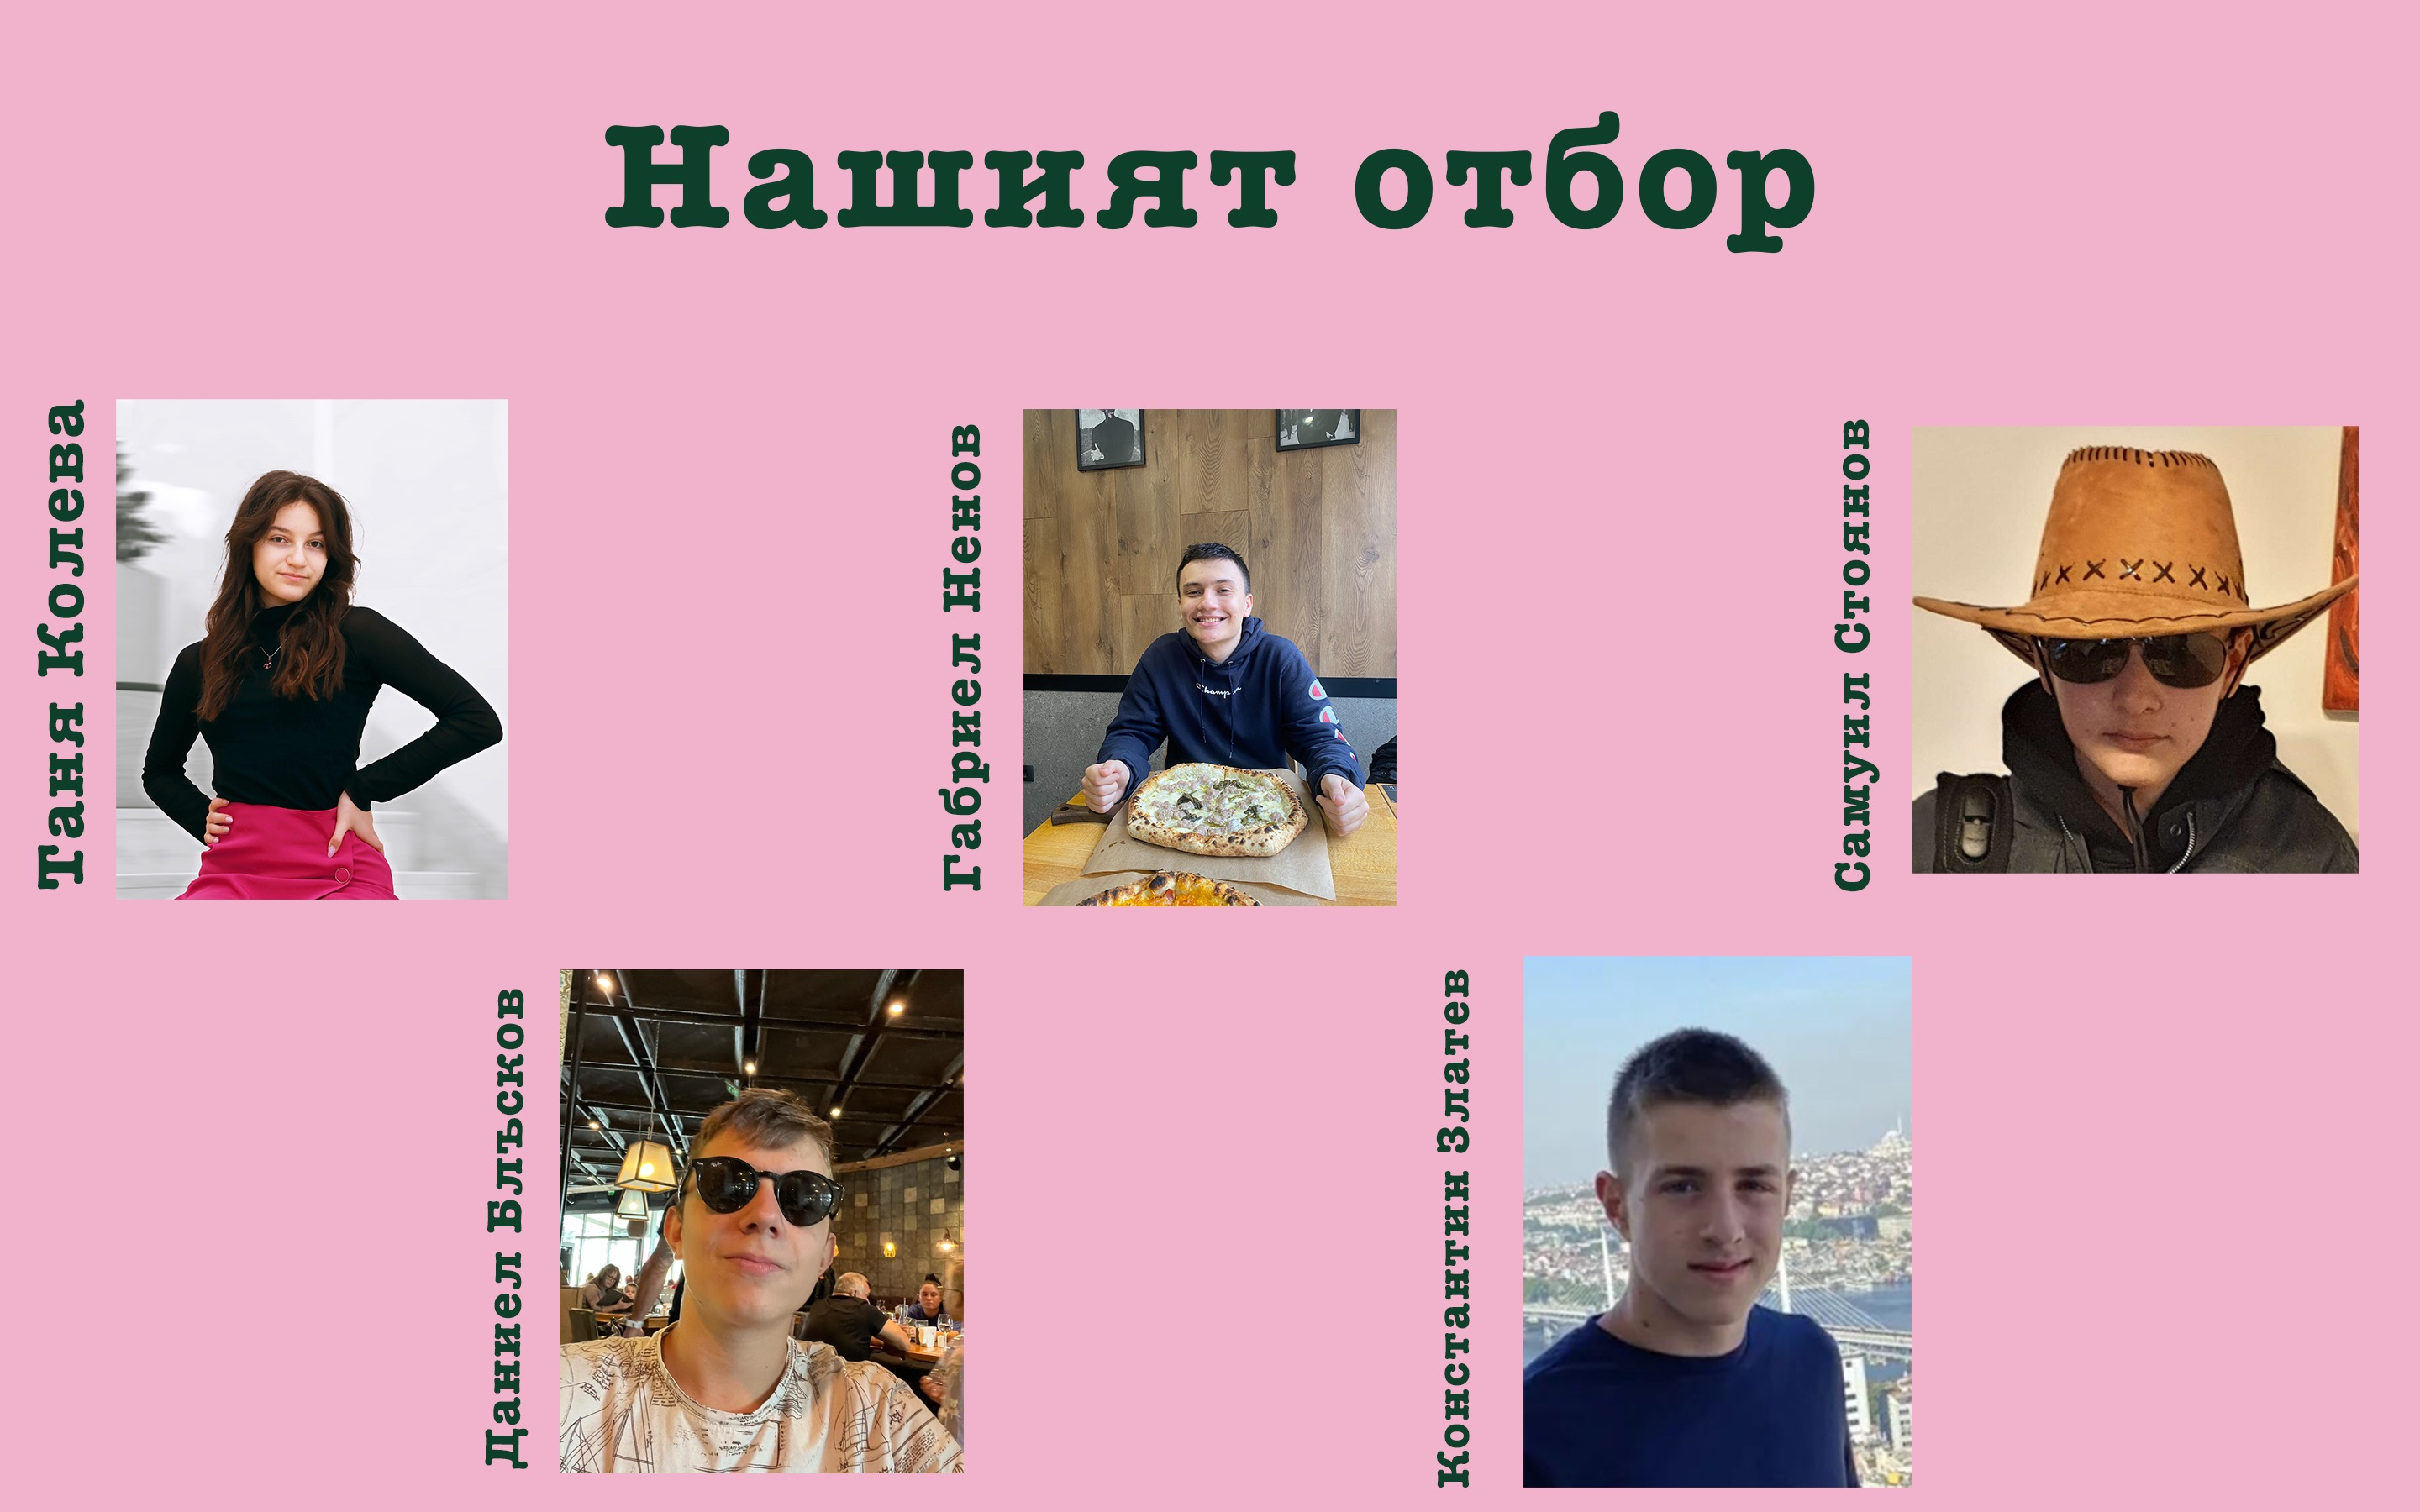 Нашият отбор
Таня Колева
Габриел Ненов
Самуил Стоянов
Даниел Блъсков
Константин Златев